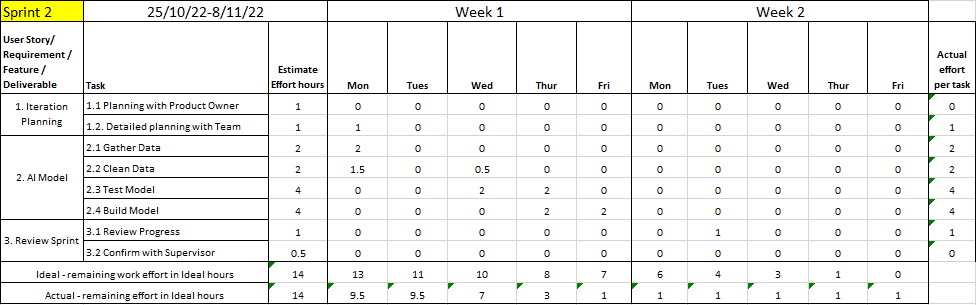 Sprint 2 25/10/22-8/11/22 Week 1 Week 2
User Story/
Requirement /
Feature /
Deliverable Task Estimate Effort hours Mon Tues Wed Thur Fri Mon Tues Wed Thur Fri Actual effort per task
1. Iteration Planning 1.1 Planning with Product Owner 1 0 0 0 0 0 0 0 0 0 0 0
1.2. Detailed planning with Team 1 1 0 0 0 0 0 0 0 0 0 1
2. AI Model 2.1 Gather Data 2 2 0 0 0 0 0 0 0 0 0 2
2.2 Clean Data 2 1.5 0 0.5 0 0 0 0 0 0 0 2
2.3 Test Model 4 0 0 2 2 0 0 0 0 0 0 4
2.4 Build Model 4 0 0 0 2 2 0 0 0 0 0 4
3. Review Sprint 3.1 Review Progress 1 0 0 0 0 0 0 1 0 0 0 1
3.2 Confirm with Supervisor 0.5 0 0 0 0 0 0 0 0 0 0 0
Ideal - remaining work effort in Ideal hours 14 13 11 10 8 7 6 4 3 1 0
Actual - remaining effort in Ideal hours 14 9.5 9.5 7 3 1 1 1 1 1 1